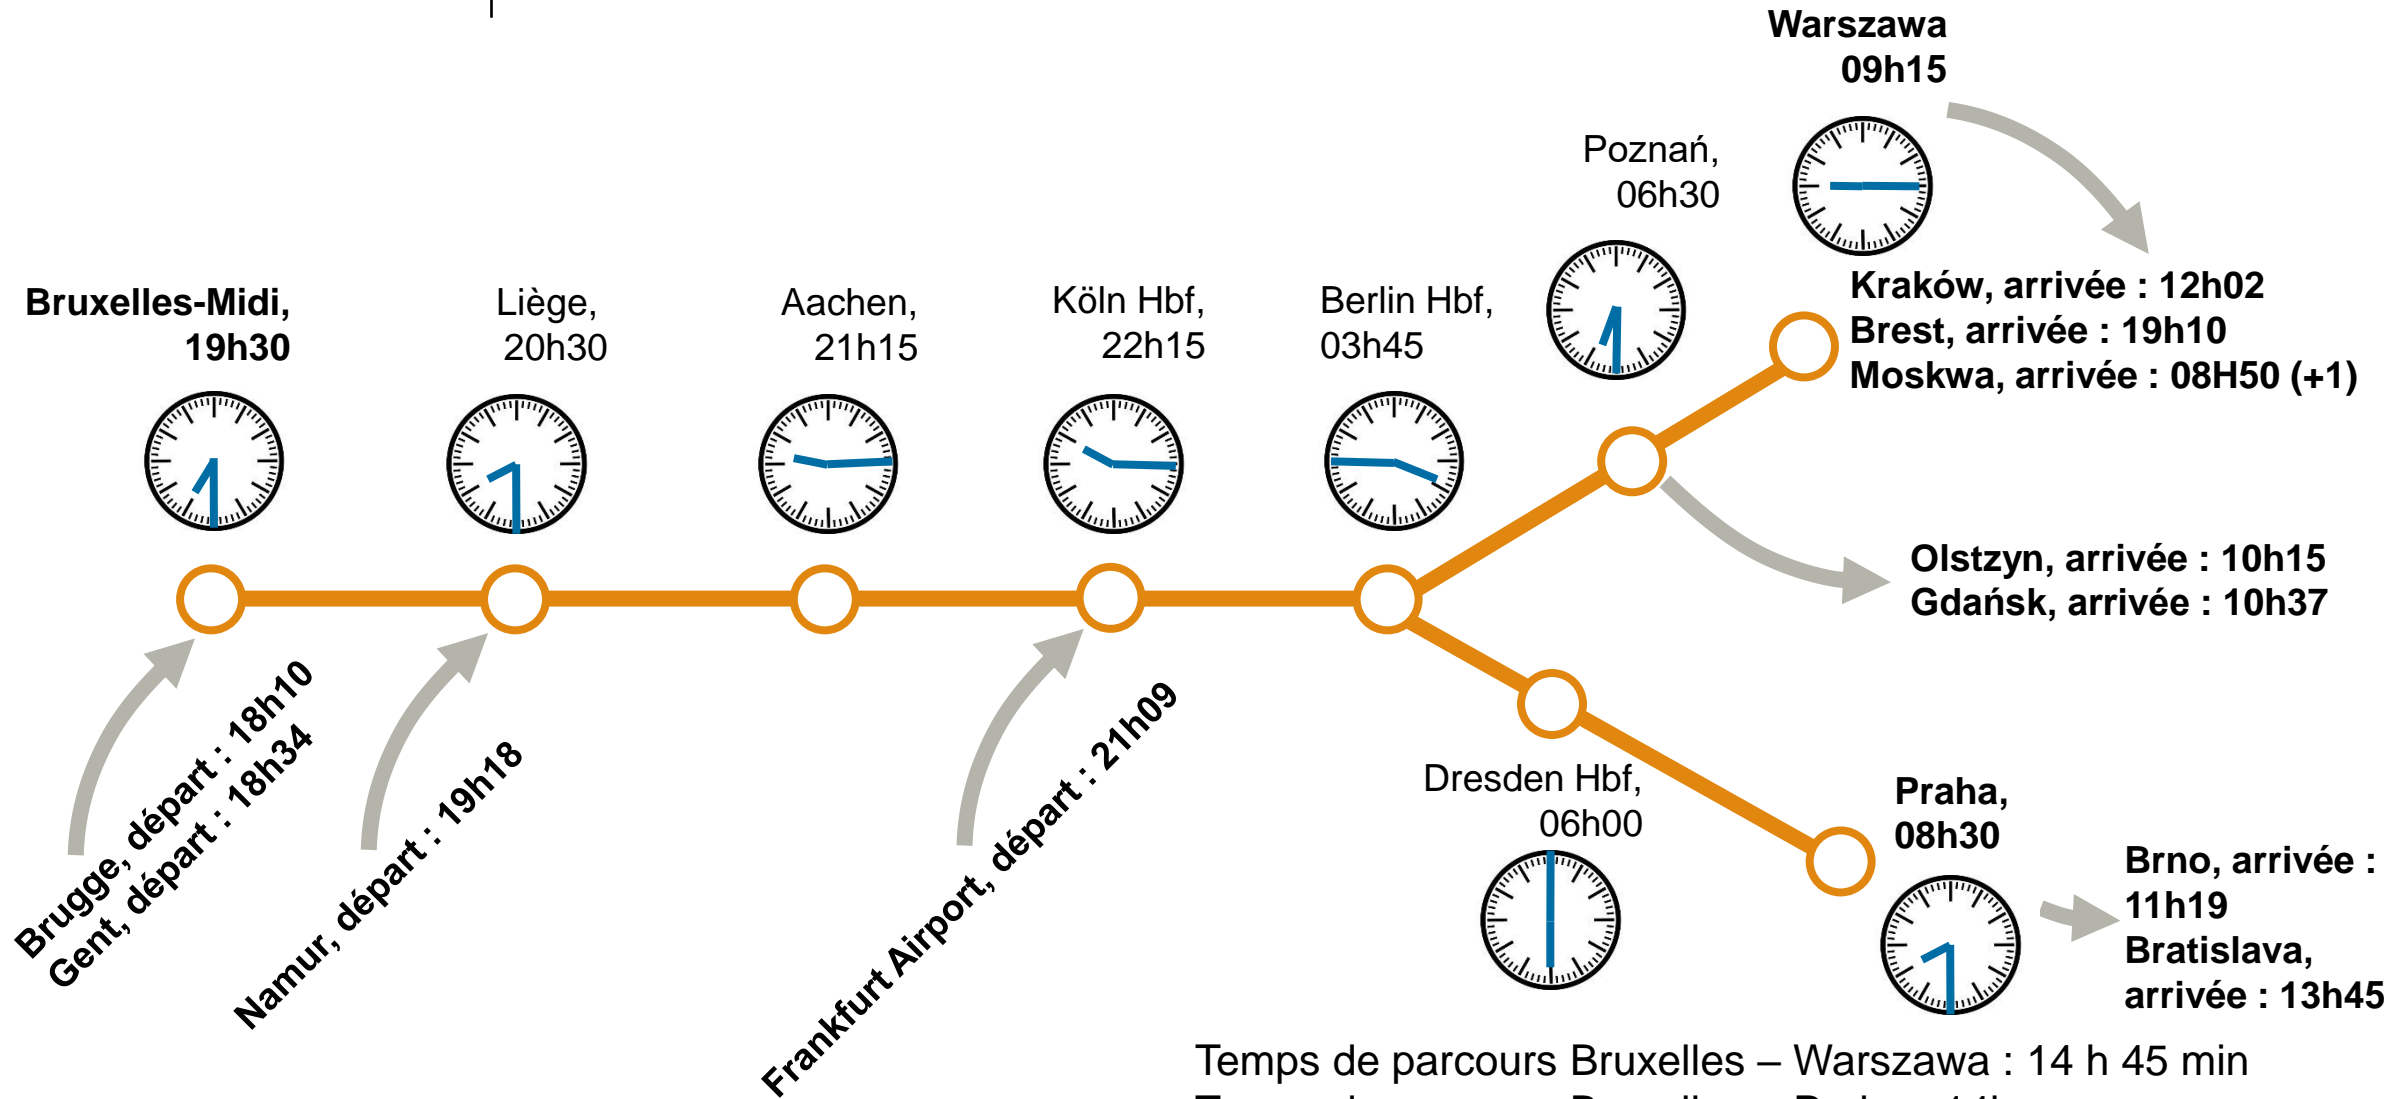 Warszawa
09h15
Poznań,
06h30
Bruxelles-Midi,
19h30
Liège,
20h30
Aachen,
21h15
Köln Hbf,
22h15
Berlin Hbf,
03h45
Kraków, arrivée : 12h02
Brest, arrivée : 19h10
Moskwa, arrivée : 08H50 (+1)
Olstzyn, arrivée : 10h15
Gdańsk, arrivée : 10h37
Brugge, départ : 18h10
Gent, départ : 18h34
Namur, départ : 19h18
Frankfurt Airport, départ : 21h09
Dresden Hbf,
06h00
Praha,
08h30
Brno, arrivée :
11h19
Bratislava,
arrivée : 13h45
Temps de parcours Bruxelles – Warszawa : 14 h 45 min